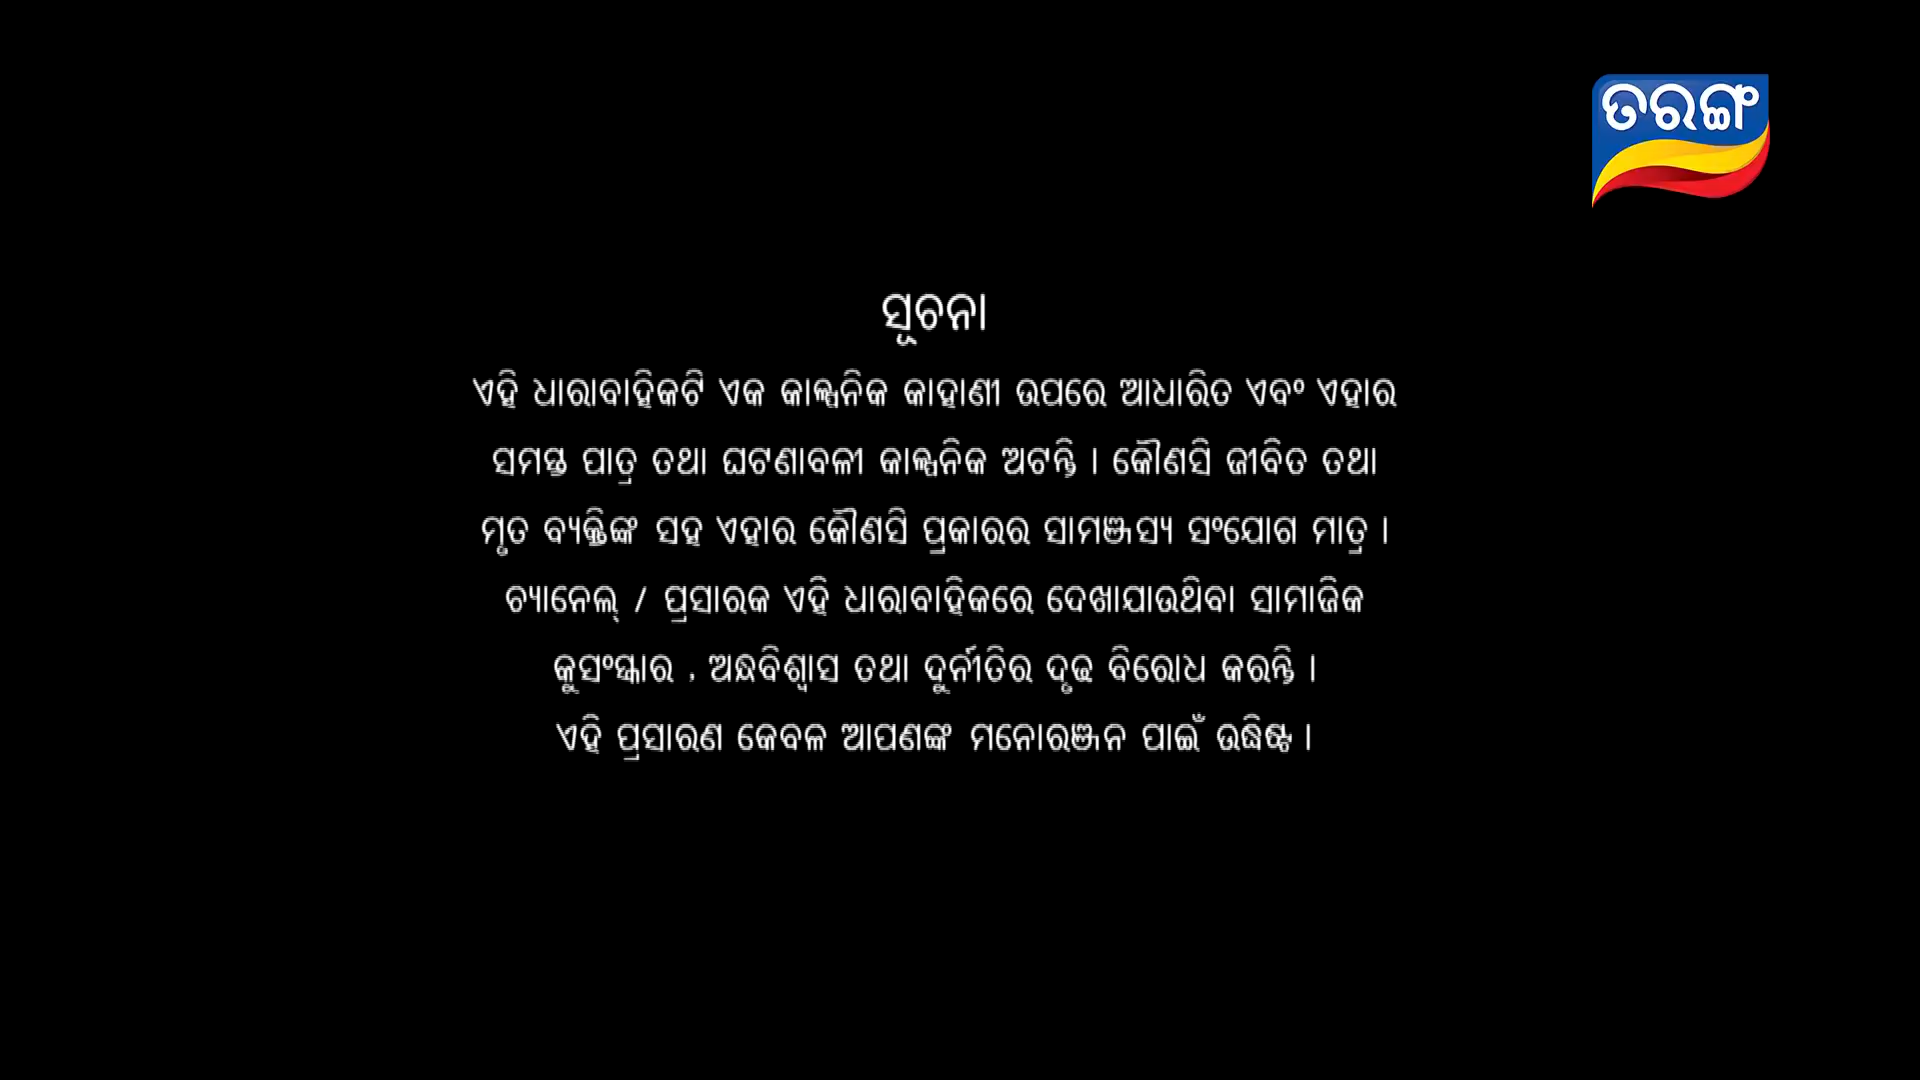 ତରଙ୍ଗ
ସୂଚନା
ଏହି ଧାରାବାହିକଟି ଏକ କାଳ୍ପନିକ କାହାଣୀ ଉପରେ ଆଧାରିତ ଏବଂ ଏହାର
ସମସ୍ତ ପାତ୍ର ତଥା ଘଟଣାବଳୀ କାଳ୍ପନିକ ଅଟନ୍ତି । କୌଣସି ଜୀବିତ ତଥା
ମୃତ ବ୍ୟକ୍ତିଙ୍କ ସହ ଏହାର କୌଣସି ପ୍ରକାରର ସାମଞ୍ଜସ୍ୟ ସଂଯୋଗ ମାତ୍ର ।
ଚ୍ୟାନେଲ୍ / ପ୍ରସାରକ ଏହି ଧାରାବାହିକରେ ଦେଖାଯାଉଥିବା ସାମାଜିକ
କୁସଂସ୍କାର , ଅନ୍ଧବିଶ୍ୱାସ ତଥା ଦୁର୍ନୀତିର ଦୃଢ ବିରୋଧ କରନ୍ତି ।
ଏହି ପ୍ରସାରଣ କେବଳ ଆପଣଙ୍କ ମନୋରଞ୍ଜନ ପାଇଁ ଉଦ୍ଧିଷ୍ଟ ।